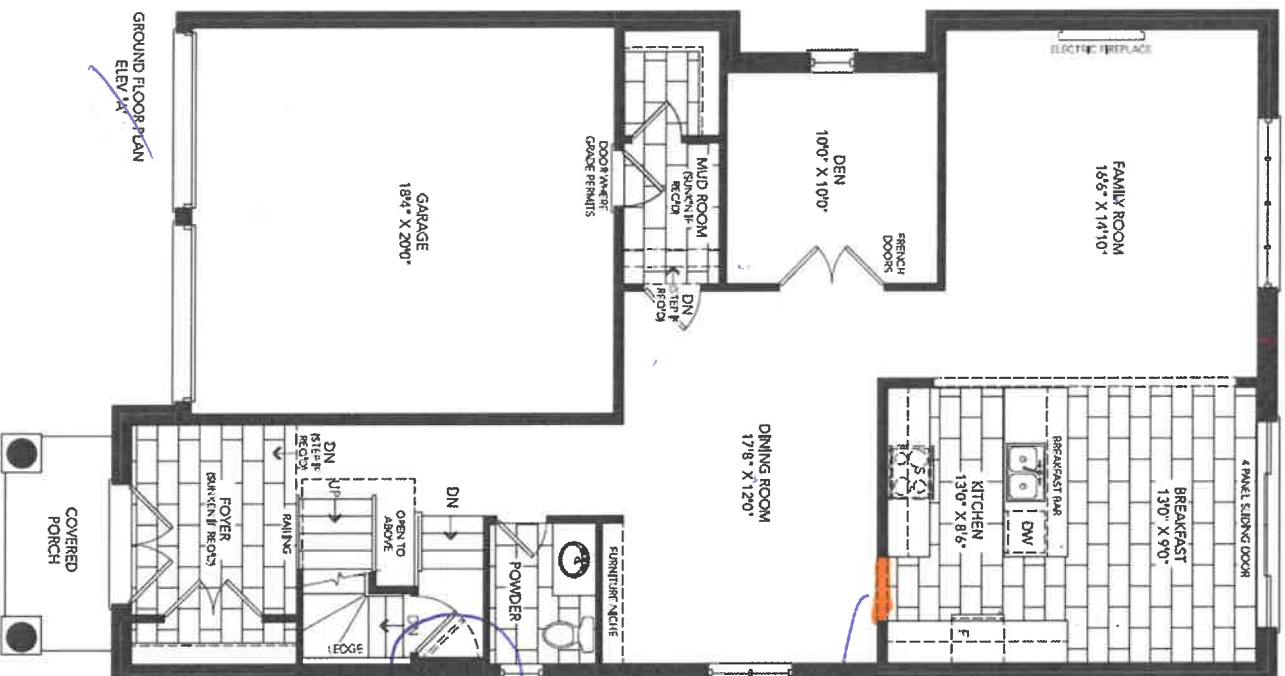 GROUND FLOOR PLAN
ELEV 'A'
ELECTRIC FIREPLACE
FAMILY ROOM
16'6" X 14'10"
DEN
10'0" X 10'0"
FRENCH
DOORS
MUD ROOM
(SUNKEN IF
REQ'D)
DOOR WHERE
GRADE PERMITS
DN
(STEP IF
REQ'D)
GARAGE
18'4" X 20'0"
4 PANEL SLIDING DOOR
BREAKFAST
13'0" X 9'0"
BREAKFAST BAR
DW
KITCHEN
13'0" X 8'6"
S
F
DINING ROOM
17'8" X 12'0"
FURNITURE NICHE
POWDER
DN
OPEN TO
ABOVE
UP
DN
LEDGE
DN
(STEP IF
REQ'D)
RAILING
FOYER
(SUNKEN IF REQ'D)
COVERED
PORCH